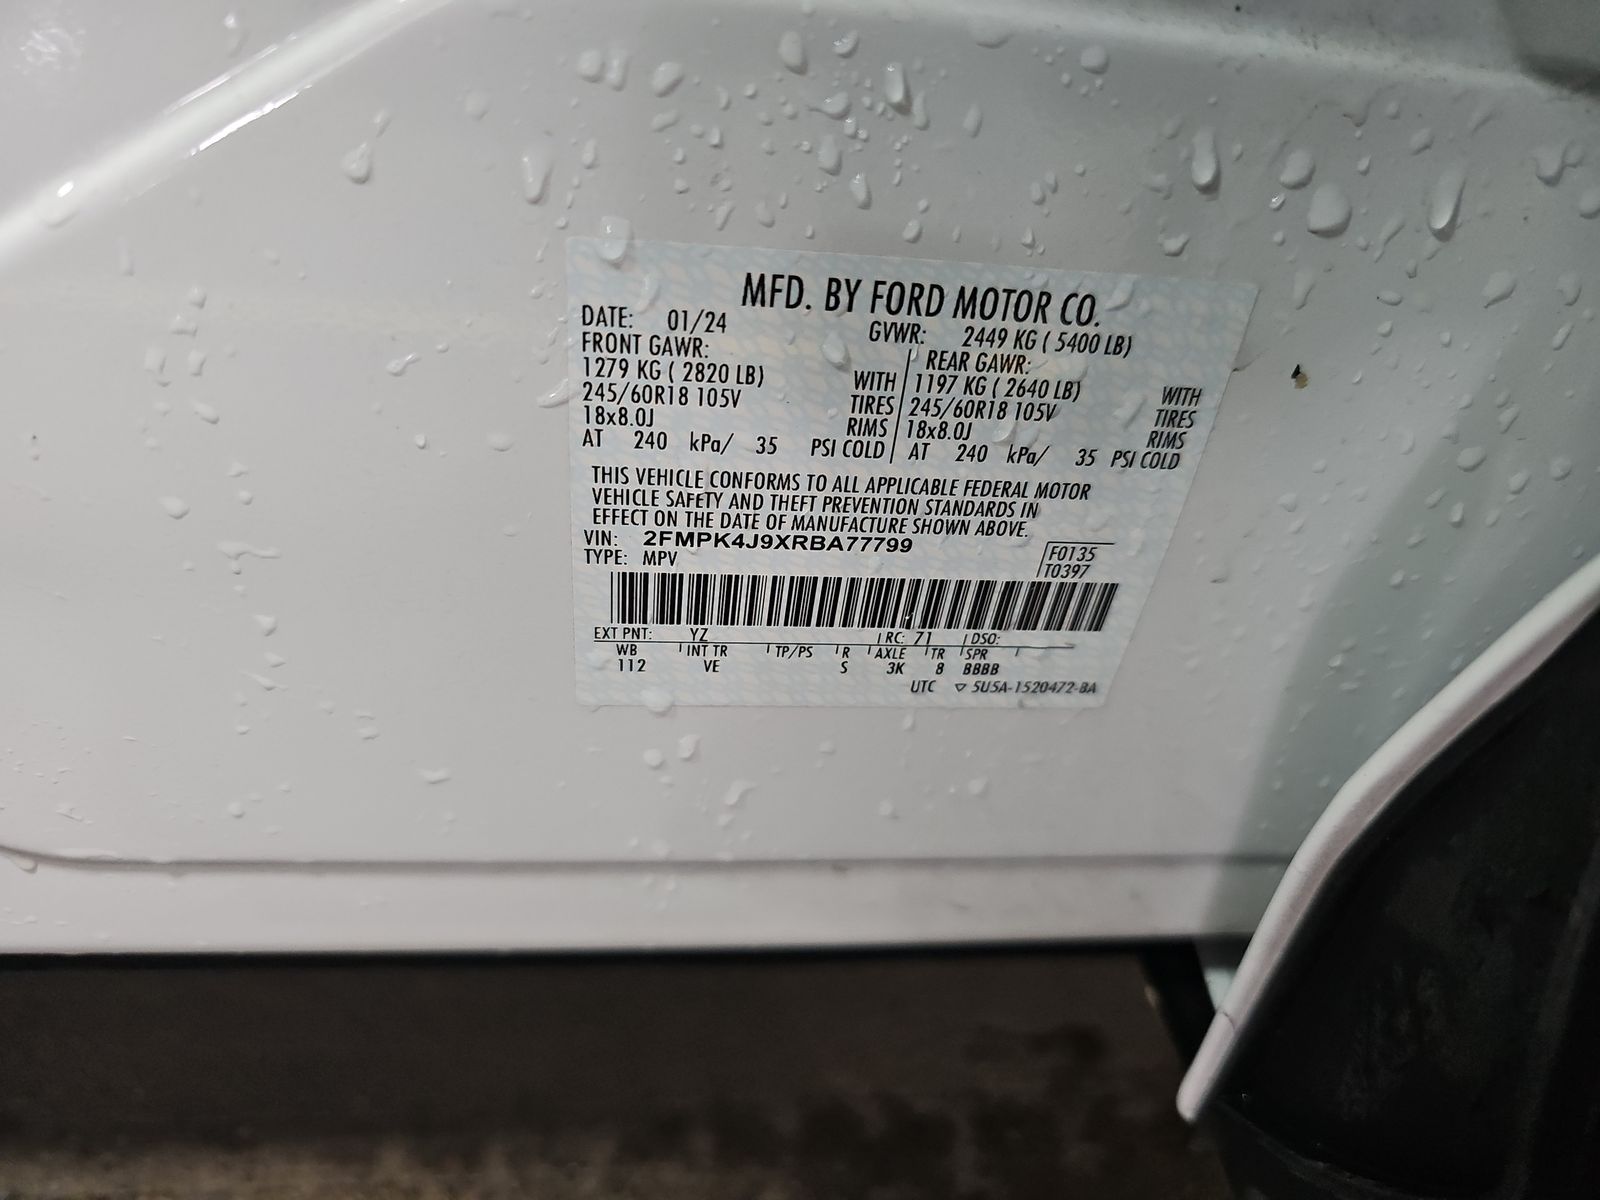 MFD. BY FORD MOTOR CO.
DATE: 01/24 GVWR: 2449 KG ( 5400 LB)
FRONT GAWR: REAR GAWR:
1279 KG ( 2820 LB) WITH 1197 KG ( 2640 LB) WITH
245/60R18 105V TIRES 245/60R18 105V TIRES
18x8.0J RIMS 18x8.0J RIMS
AT 240 kPa/ 35 PSI COLD AT 240 kPa/ 35 PSI COLD
THIS VEHICLE CONFORMS TO ALL APPLICABLE FEDERAL MOTOR
VEHICLE SAFETY AND THEFT PREVENTION STANDARDS IN
EFFECT ON THE DATE OF MANUFACTURE SHOWN ABOVE.
VIN: 2FMPK4J9XRBA77799
TYPE: MPV
F0135
T0397
EXT PNT: YZ RC: 71 DSO:
WB INT TR TP/PS R AXLE TR SPR
112 VE S 3K 8 BBBB
UTC ▽ 5U5A-1520472-BA